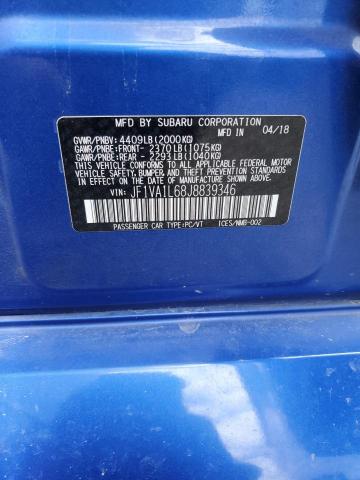 MFD BY SUBARU CORPORATION
MFD IN 04/18
GVWR/PNBV: 4409LB(2000KG)
GAWR/PNBE:FRONT- 2370LB(1075KG)
GAWR/PNBE:REAR - 2293LB(1040KG)
THIS VEHICLE CONFORMS TO ALL APPLICABLE
U.S. FEDERAL MOTOR VEHICLE SAFETY,
BUMPER, AND THEFT PREVENTION STANDARDS
IN EFFECT ON THE DATE OF MANUFACTURE
SHOWN ABOVE.
VIN: JF1VA1L68J8839346
PASSENGER CAR TYPE:PC/VT ICES/NMB-002